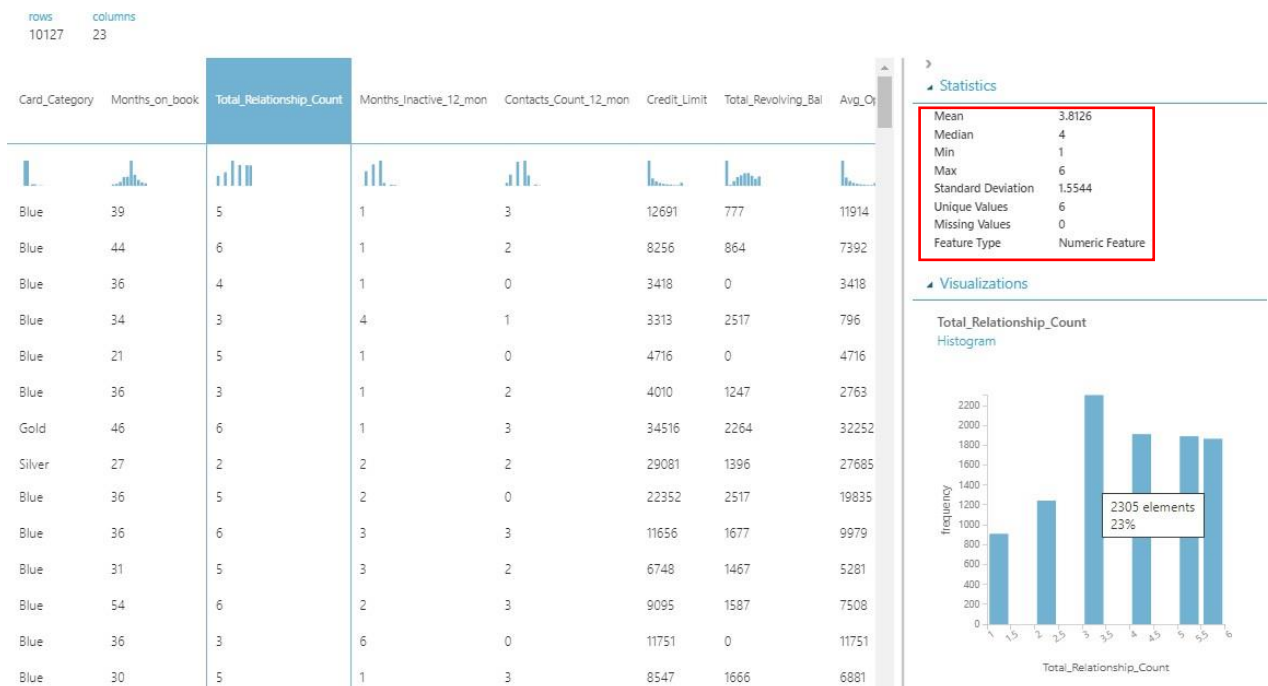 rows columns
10127 23
Card_Category Months_on_book Total_Relationship_Count Months_Inactive_12_mon Contacts_Count_12_mon Credit_Limit Total_Revolving_Bal Avg_Op
Blue 39 5 1 3 12691 777 11914
Blue 44 6 1 2 8256 864 7392
Blue 36 4 1 0 3418 0 3418
Blue 34 3 4 1 3313 2517 796
Blue 21 5 1 0 4716 0 4716
Blue 36 3 1 2 4010 1247 2763
Gold 46 6 1 3 34516 2264 32252
Silver 27 2 2 2 29081 1396 27685
Blue 36 5 2 0 22352 2517 19835
Blue 36 6 3 3 11656 1677 9979
Blue 31 5 3 2 6748 1467 5281
Blue 54 6 2 3 9095 1587 7508
Blue 36 3 6 0 11751 0 11751
Blue 30 5 1 3 8547 1666 6881
Statistics
Mean 3.8126
Median 4
Min 1
Max 6
Standard Deviation 1.5544
Unique Values 6
Missing Values 0
Feature Type Numeric Feature
Visualizations
Total_Relationship_Count
Histogram
2200
2000
1800
1600
1400
1200
1000
800
600
400
200
0
frequency
2305 elements
23%
1 1.5 2 2.5 3 3.5 4 4.5 5 5.5 6
Total_Relationship_Count